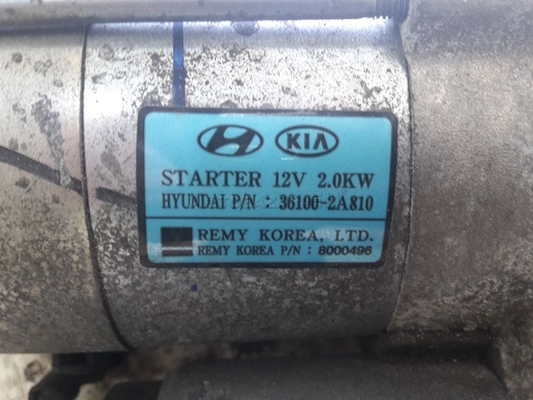 KIA
STARTER 12V 2.0KW
HYUNDAI P/N : 36100-2A810
REMY KOREA, LTD.
REMY KOREA P/N : 8000496